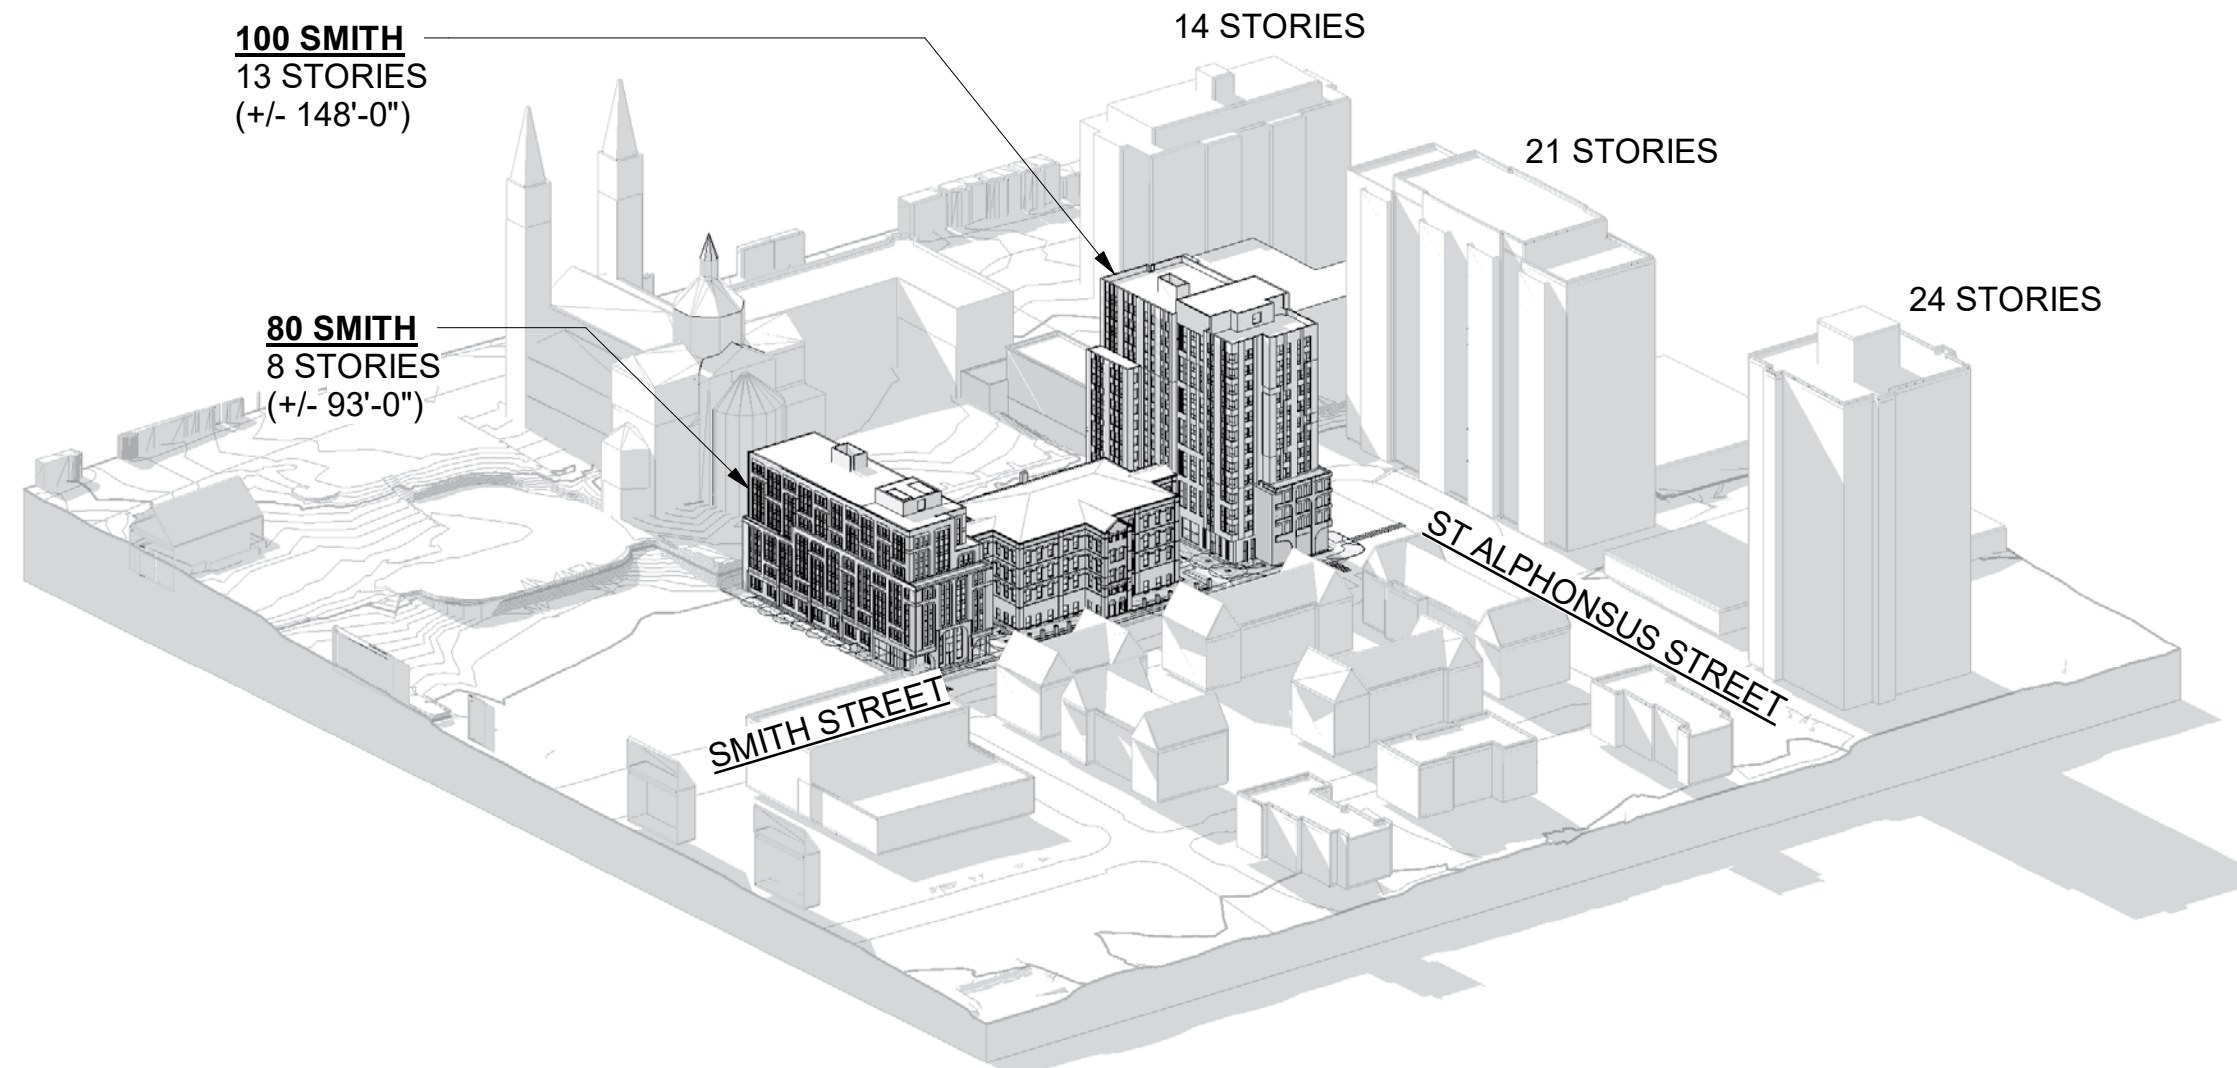 100 SMITH
13 STORIES
(+/- 148'-0")
14 STORIES
21 STORIES
24 STORIES
80 SMITH
8 STORIES
(+/- 93'-0")
ST ALPHONSUS STREET
SMITH STREET